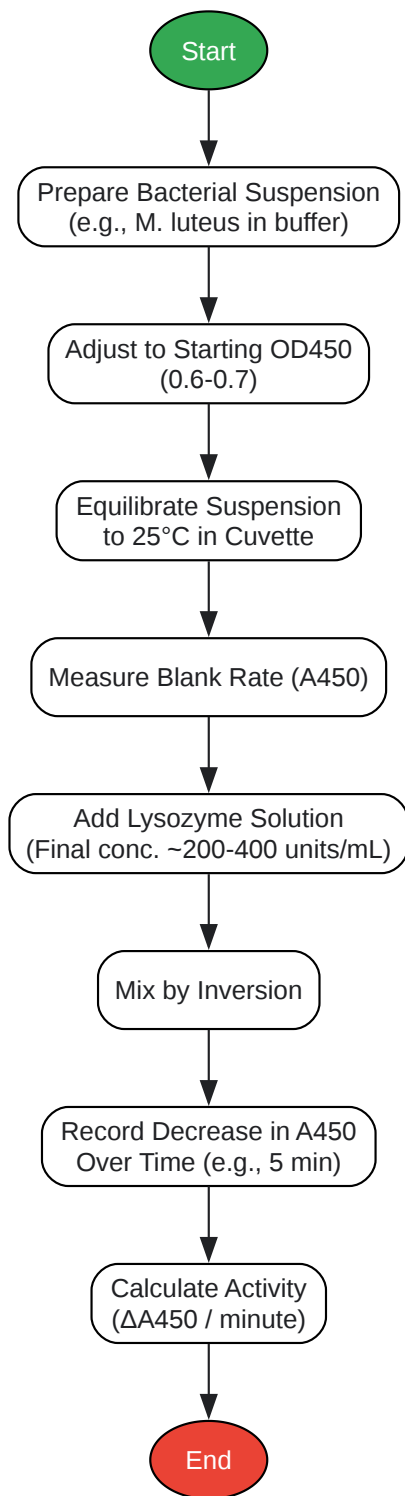 Start
Prepare Bacterial Suspension
(e.g., M. luteus in buffer)
Adjust to Starting OD450
(0.6-0.7)
Equilibrate Suspension
to 25°C in Cuvette
Measure Blank Rate (A450)
Add Lysozyme Solution
(Final conc. ~200-400 units/mL)
Mix by Inversion
Record Decrease in A450
Over Time (e.g., 5 min)
Calculate Activity
(ΔA450 / minute)
End